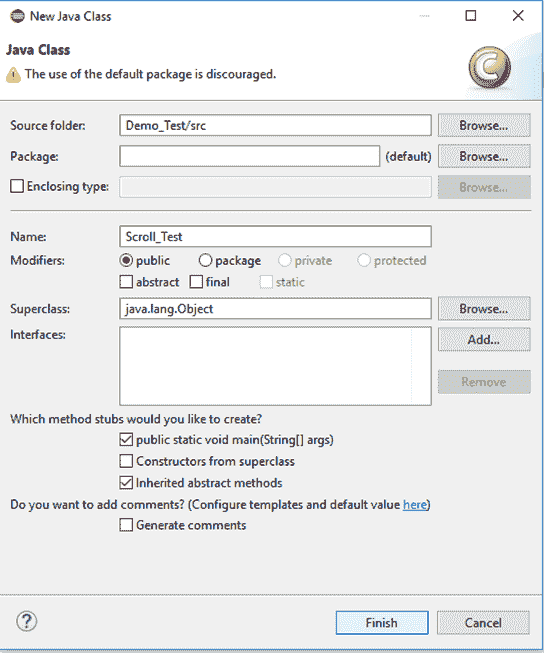 New Java Class
Java Class
The use of the default package is discouraged.
Source folder: Demo_Test/src Browse...
Package: (default) Browse...
Enclosing type: Browse...
Name: Scroll_Test
Modifiers: public package private protected
abstract final static
Superclass: java.lang.Object Browse...
Interfaces: Add...
Remove
Which method stubs would you like to create?
public static void main(String[] args)
Constructors from superclass
Inherited abstract methods
Do you want to add comments? (Configure templates and default value here)
Generate comments
Finish Cancel